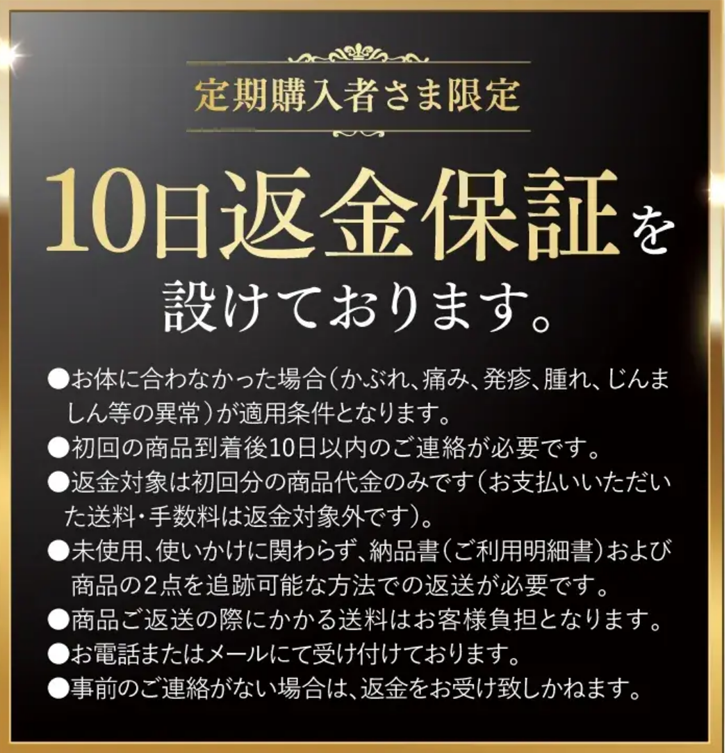 定期購入者さま限定
10日返金保証を
設けております。
●お体に合わなかった場合（かぶれ、痛み、発疹、腫れ、じんま
しん等の異常）が適用条件となります。
●初回の商品到着後10日以内のご連絡が必要です。
●返金対象は初回分の商品代金のみです（お支払いいただい
た送料・手数料は返金対象外です）。
●未使用、使いかけに関わらず、納品書（ご利用明細書）および
商品の2点を追跡可能な方法での返送が必要です。
●商品ご返送の際にかかる送料はお客様負担となります。
●お電話またはメールにて受け付けております。
●事前のご連絡がない場合は、返金をお受け致しかねます。